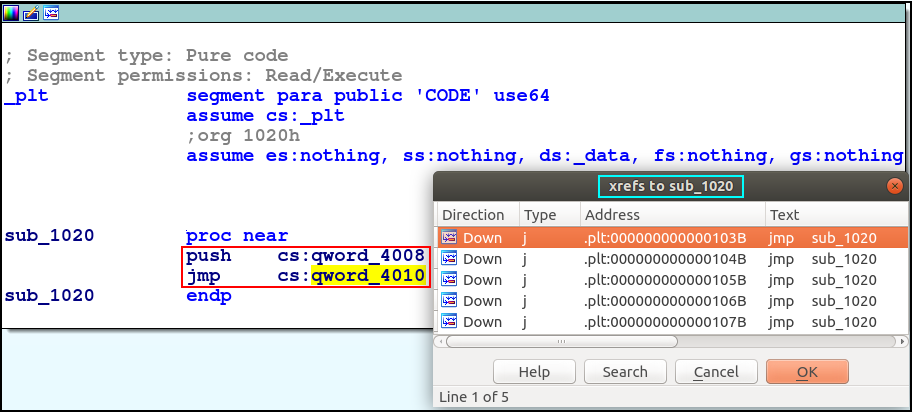 ; Segment type: Pure code
; Segment permissions: Read/Execute
_plt segment para public 'CODE' use64
assume cs:_plt
;org 1020h
assume es:nothing, ss:nothing, ds:_data, fs:nothing, gs:nothing
sub_1020 proc near
push cs:qword_4008
jmp cs:qword_4010
sub_1020 endp
xrefs to sub_1020
Direction Type Address Text
Down j .plt:000000000000103B jmp sub_1020
Down j .plt:000000000000104B jmp sub_1020
Down j .plt:000000000000105B jmp sub_1020
Down j .plt:000000000000106B jmp sub_1020
Down j .plt:000000000000107B jmp sub_1020
Help Search Cancel OK
Line 1 of 5